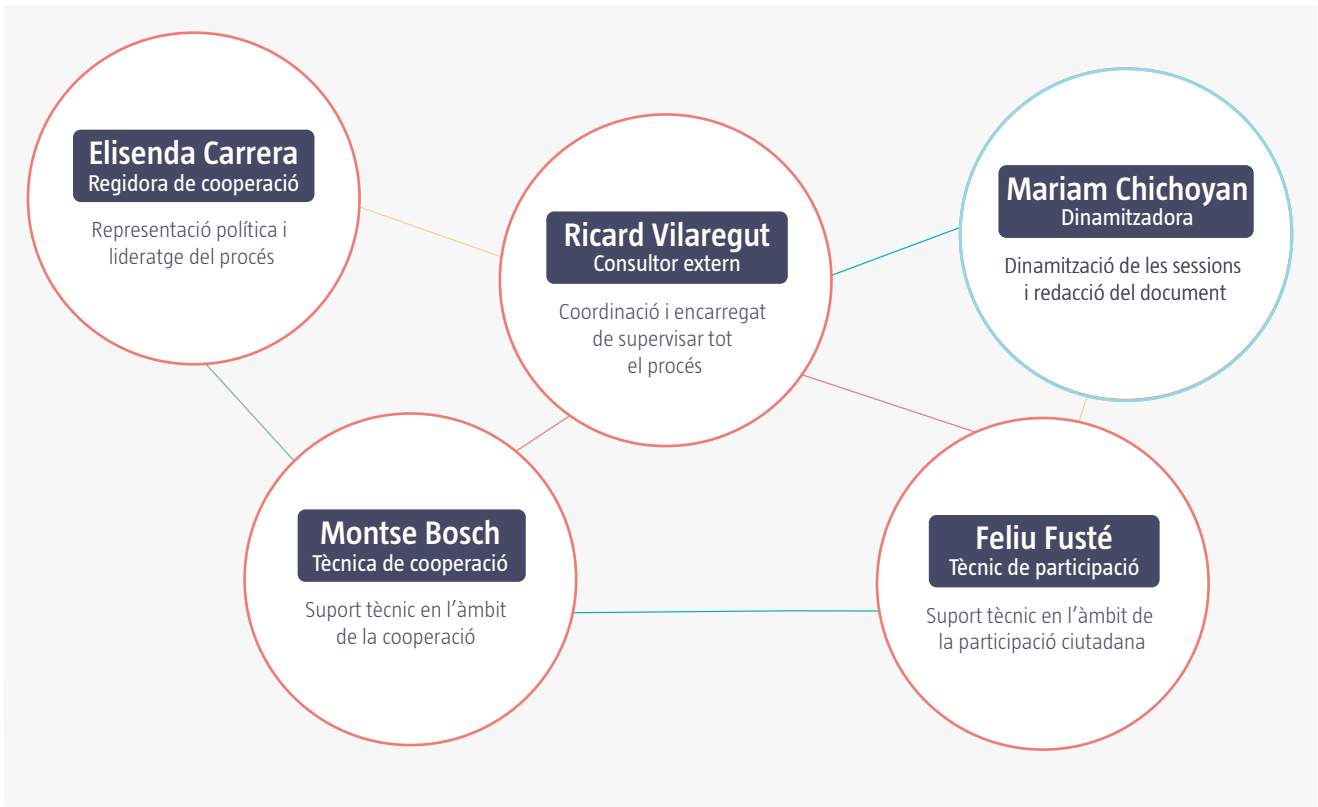 Elisenda Carrera
Regidora de cooperació
Representació política i
lideratge del procés
Ricard Vilaregut
Consultor extern
Coordinació i encarregat
de supervisar tot
el procés
Mariam Chichoyan
Dinamitzadora
Dinamització de les sessions
i redacció del document
Montse Bosch
Tècnica de cooperació
Suport tècnic en l'àmbit
de la cooperació
Feliu Fusté
Tècnic de participació
Suport tècnic en l'àmbit de
la participació ciutadana